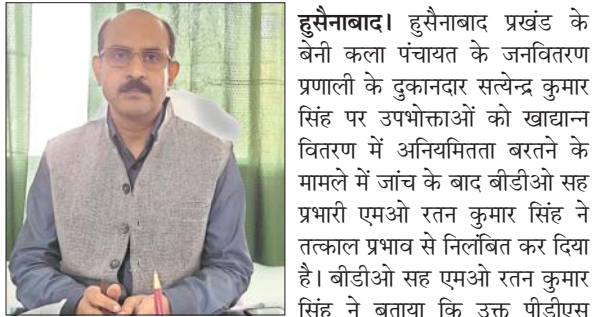 हुसैनाबाद। हुसैनाबाद प्रखंड के
बेनी कला पंचायत के जनवितरण
प्रणाली के दुकानदार सत्येन्द्र कुमार
सिंह पर उपभोक्ताओं को खाद्यान्न
वितरण में अनियमितता बरतने के
मामले में जांच के बाद बीडीओ सह
प्रभारी एमओ रतन कुमार सिंह ने
तत्काल प्रभाव से निलंबित कर दिया
है। बीडीओ सह एमओ रतन कुमार
सिंह ने बताया कि उक्त पीडीएस